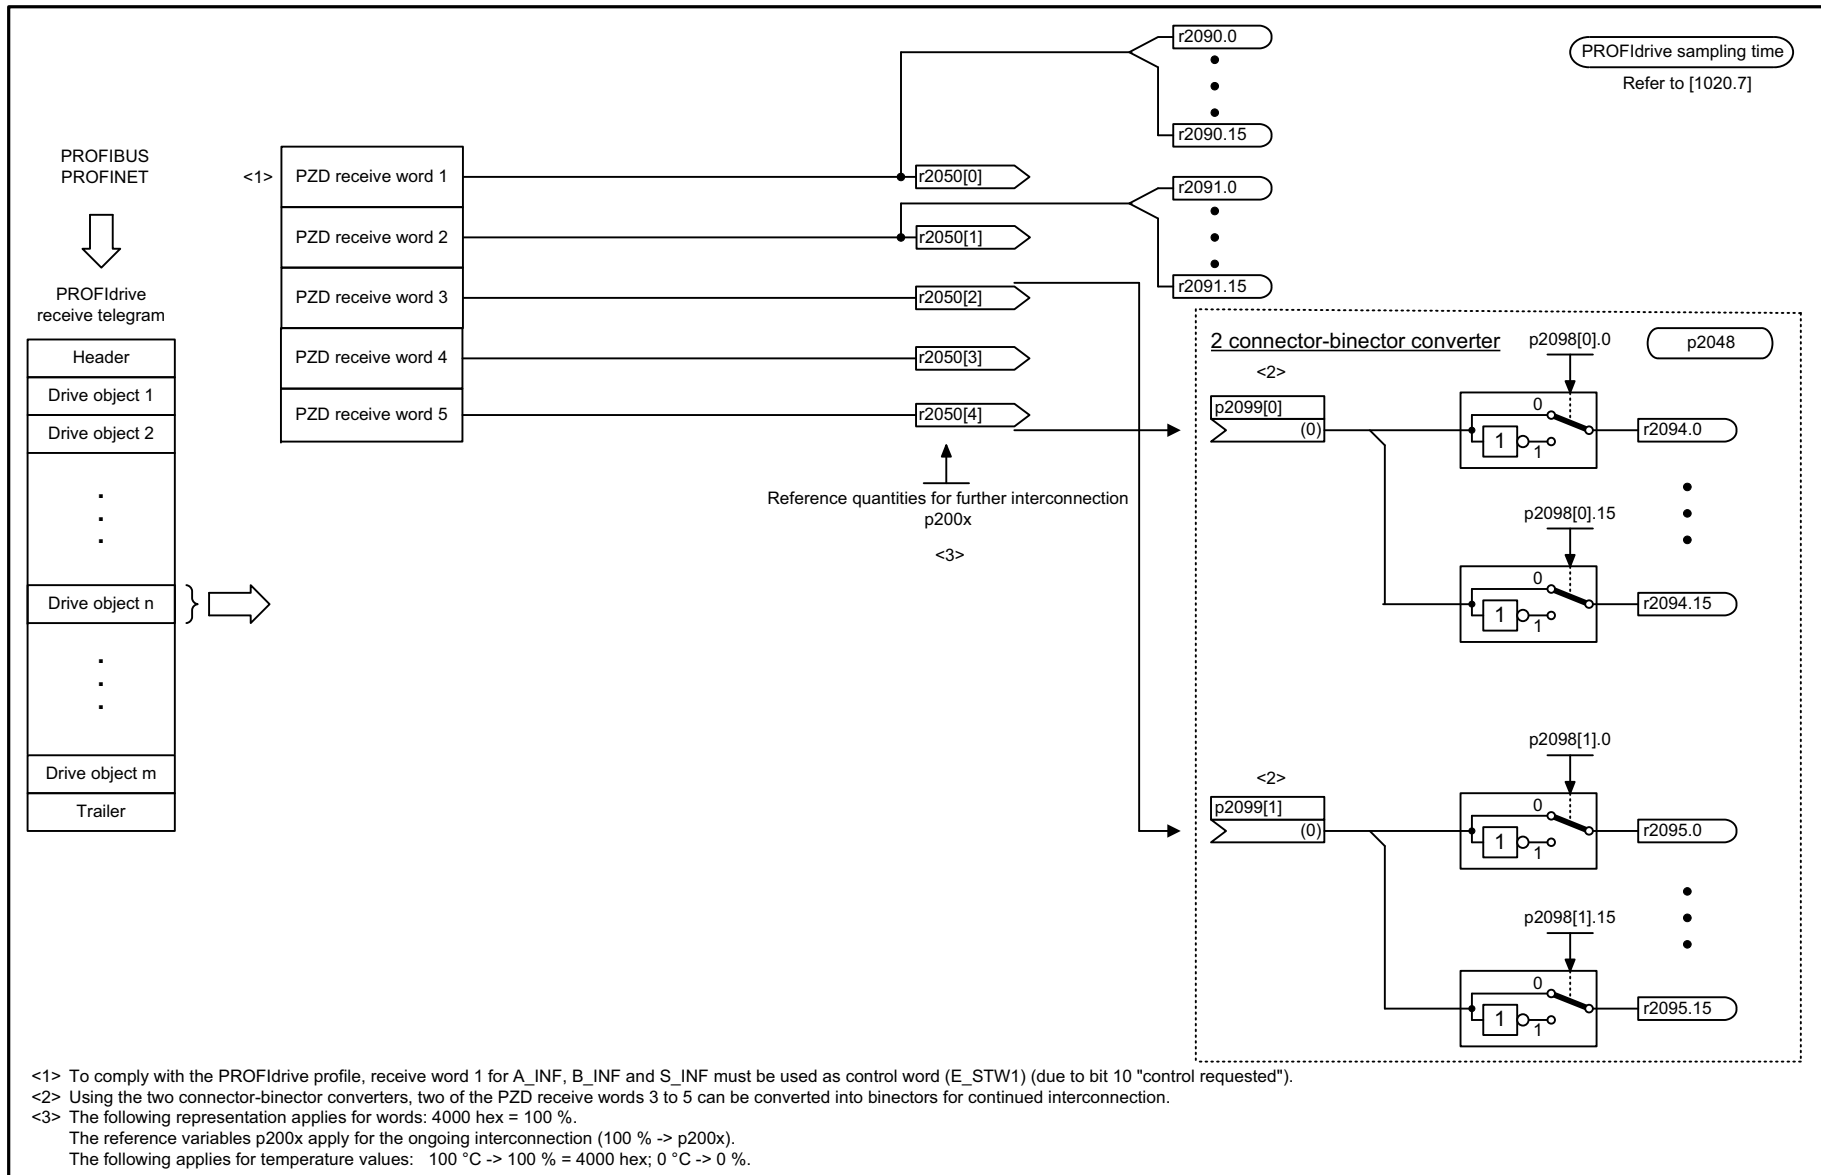 PROFIdrive sampling time
Refer to [1020.7]
PROFIBUS
PROFINET
PROFIdrive
receive telegram
Header
Drive object 1
Drive object 2
Drive object n
Drive object m
Trailer
<1>
PZD receive word 1
PZD receive word 2
PZD receive word 3
PZD receive word 4
PZD receive word 5
r2050[0]
r2050[1]
r2050[2]
r2050[3]
r2050[4]
Reference quantities for further interconnection
p200x
<3>
r2090.0
r2090.15
r2091.0
r2091.15
2 connector-binector converter
p2048
<2>
p2099[0]
(0)
p2098[0].0
0
1
1
r2094.0
p2098[0].15
0
1
1
r2094.15
<2>
p2099[1]
(0)
p2098[1].0
0
1
1
r2095.0
p2098[1].15
0
1
1
r2095.15
<1> To comply with the PROFIdrive profile, receive word 1 for A_INF, B_INF and S_INF must be used as control word (E_STW1) (due to bit 10 "control requested").
<2> Using the two connector-binector converters, two of the PZD receive words 3 to 5 can be converted into binectors for continued interconnection.
<3> The following representation applies for words: 4000 hex = 100 %.
The reference variables p200x apply for the ongoing interconnection (100 % -> p200x).
The following applies for temperature values: 100 °C -> 100 % = 4000 hex; 0 °C -> 0 %.